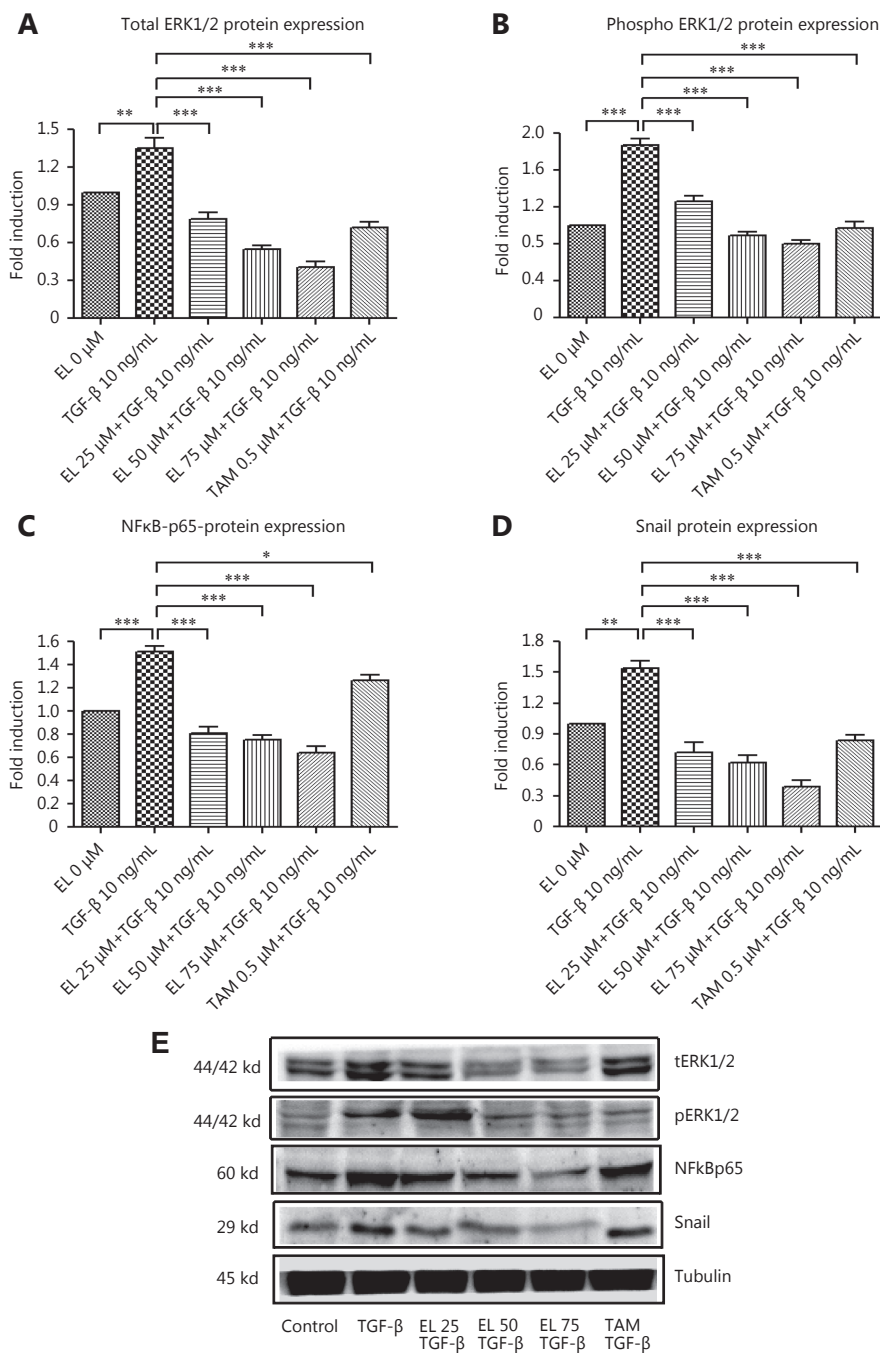 A
Total ERK1/2 protein expression
***
***
***
**
***
1.5
0.9
0.6
0.3
0
Fold induction
EL 0 µM
TGF-β 10 ng/mL
EL 25 µM+TGF-β 10 ng/mL
EL 50 µM+TGF-β 10 ng/mL
EL 75 µM+TGF-β 10 ng/mL
TAM 0.5 µM+TGF-β 10 ng/mL
B
Phospho ERK1/2 protein expression
***
***
***
***
***
2.0
1.2
0.5
0.4
0
Fold induction
EL 0 µM
TGF-β 10 ng/mL
EL 25 µM+TGF-β 10 ng/mL
EL 50 µM+TGF-β 10 ng/mL
EL 75 µM+TGF-β 10 ng/mL
TAM 0.5 µM+TGF-β 10 ng/mL
C
NFκB-p65-protein expression
*
***
***
***
***
1.6
1.4
1.0
0.8
0.6
0.4
0.2
0
Fold induction
EL 0 µM
TGF-β 10 ng/mL
EL 25 µM+TGF-β 10 ng/mL
EL 50 µM+TGF-β 10 ng/mL
EL 75 µM+TGF-β 10 ng/mL
TAM 0.5 µM+TGF-β 10 ng/mL
D
Snail protein expression
***
***
***
**
***
1.8
1.5
0.9
0.6
0.3
0
Fold induction
EL 0 µM
TGF-β 10 ng/mL
EL 25 µM+TGF-β 10 ng/mL
EL 50 µM+TGF-β 10 ng/mL
EL 75 µM+TGF-β 10 ng/mL
TAM 0.5 µM+TGF-β 10 ng/mL
E
44/42 kd tERK1/2
44/42 kd pERK1/2
60 kd NFkBp65
29 kd Snail
45 kd Tubulin
Control TGF-β EL 25 EL 50 EL 75 TAM
TGF-β TGF-β TGF-β TGF-β